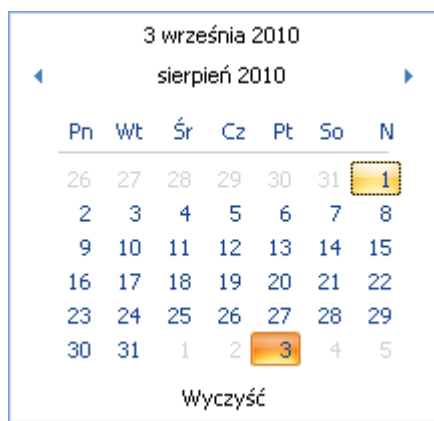 3 września 2010
sierpień 2010
Pn Wt Śr Cz Pt So N
26 27 28 29 30 31 1
2 3 4 5 6 7 8
9 10 11 12 13 14 15
16 17 18 19 20 21 22
23 24 25 26 27 28 29
30 31 1 2 3 4 5
Wyczyść